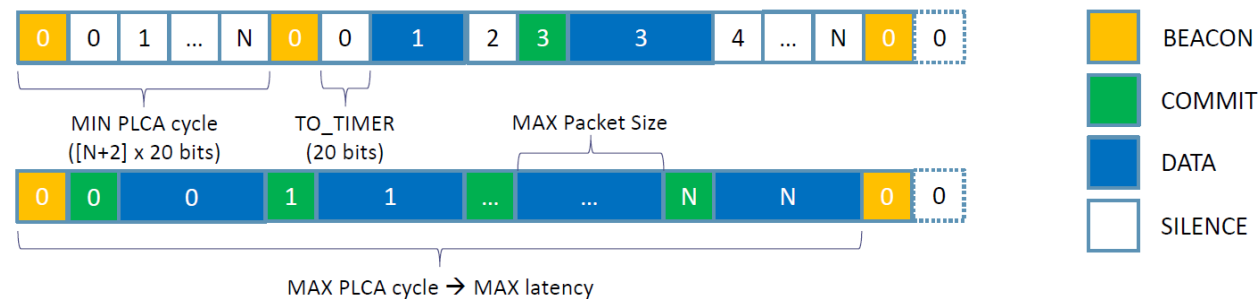 0 0 1 ... N 0 0 1 2 3 3 4 ... N 0 0
BEACON
MIN PLCA cycle
([N+2] x 20 bits)
TO_TIMER
(20 bits)
MAX Packet Size
COMMIT
0 0 0 1 1 ... ... N N 0 0
DATA
MAX PLCA cycle → MAX latency
SILENCE